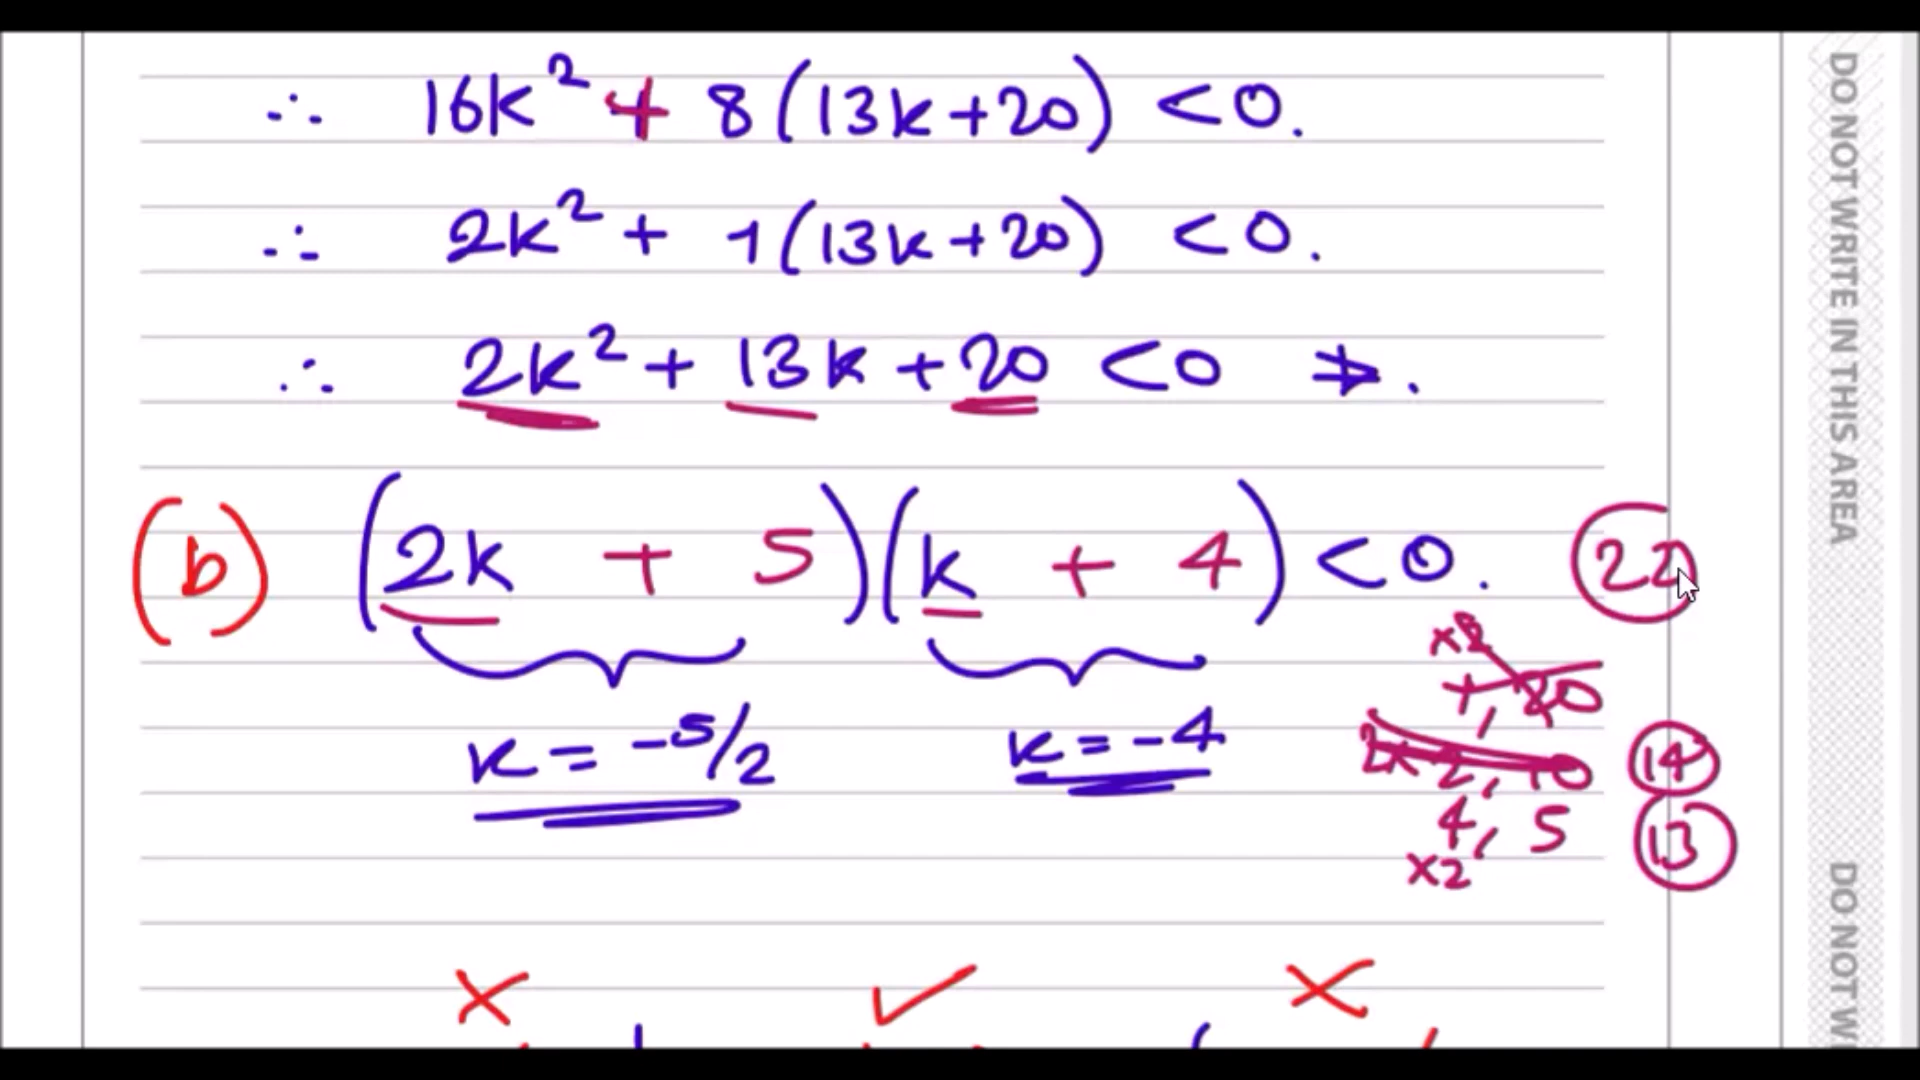 ∴ 16k² + 8(13k+20) <0.
∴ 2k² + 1(13k+20) <0.
∴ 2k² + 13k + 20 <0 .
(b) (2k + 5)(k + 4) <0. 22
k = -5/2 k = -4
×2
1, 20
2, 10 14
4, 5 13
×2
DO NOT WRITE IN THIS AREA
DO NOT W